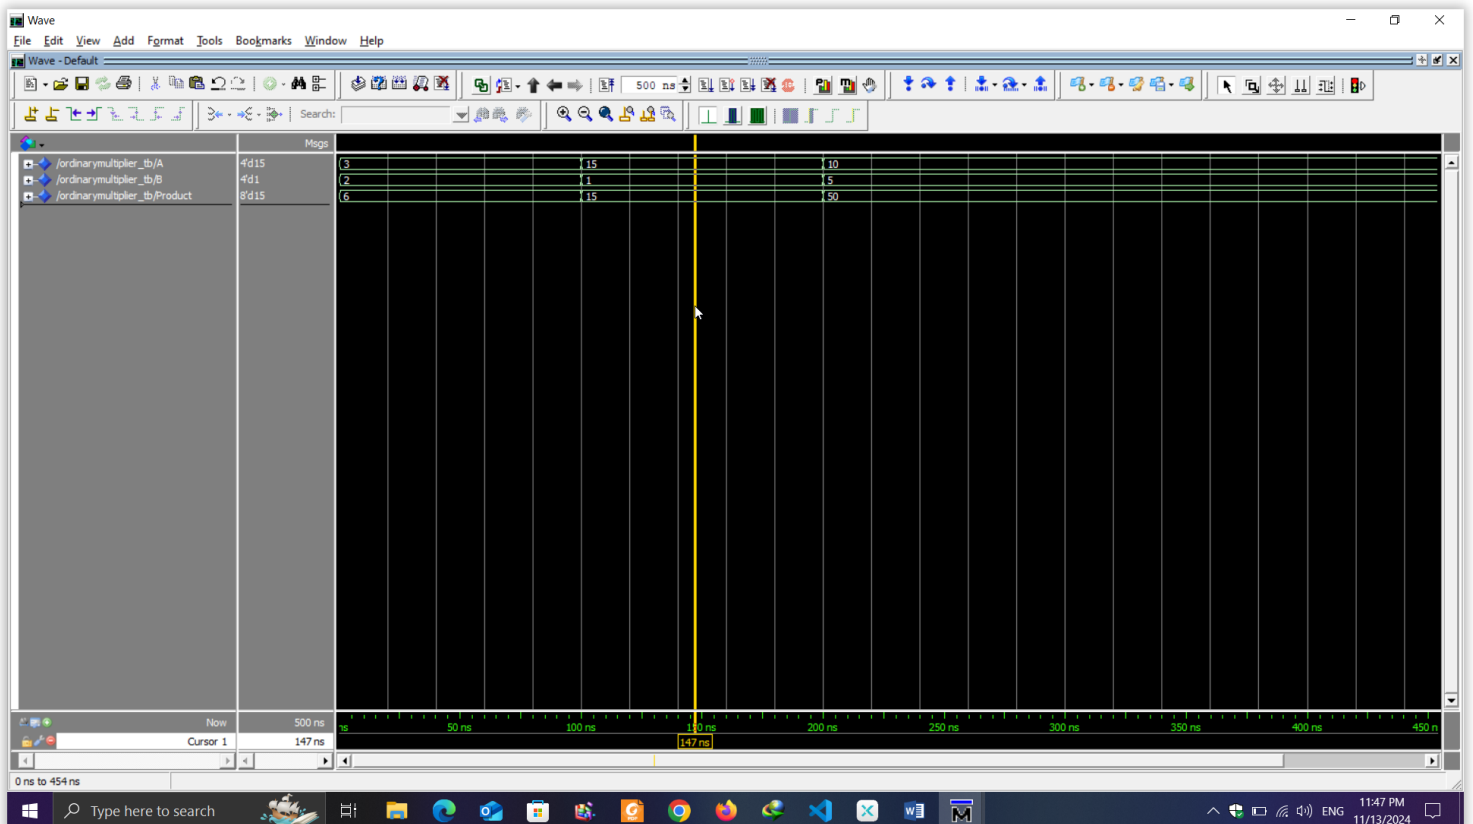 Wave
File Edit View Add Format Tools Bookmarks Window Help
Wave - Default
500 ns
Search:
Msgs
/ordinarymultiplier_tb/A 4'd15 3 15 10
/ordinarymultiplier_tb/B 4'd1 2 1 5
/ordinarymultiplier_tb/Product 8'd15 6 15 50
Now 500 ns ns 50 ns 100 ns 150 ns 200 ns 250 ns 300 ns 350 ns 400 ns 450 n
Cursor 1 147 ns 147 ns
0 ns to 454 ns
Type here to search
ENG
11:47 PM
11/13/2024